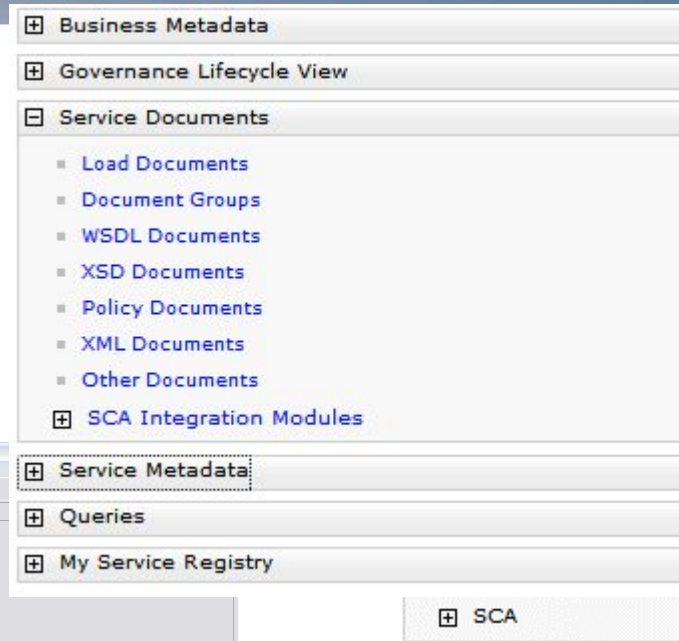 Business Metadata
Governance Lifecycle View
Service Documents
Load Documents
Document Groups
WSDL Documents
XSD Documents
Policy Documents
XML Documents
Other Documents
SCA Integration Modules
Service Metadata
Queries
My Service Registry
SCA